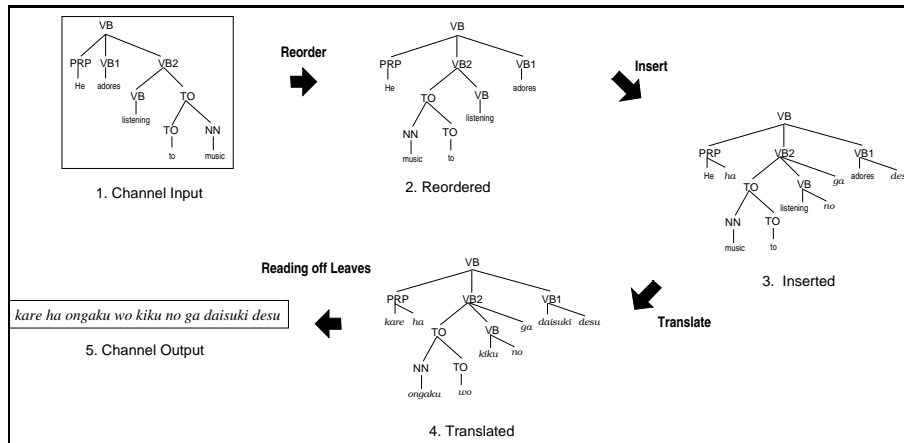 VB
PRP VB1 VB2
He adores
VB TO
listening
TO NN
to music
1. Channel Input
Reorder
VB
PRP VB2 VB1
He adores
TO VB
listening
NN TO
music to
2. Reordered
Insert
VB
PRP VB2 VB1
He ha ga adores desu
TO VB
listening no
NN TO
music to
3. Inserted
Translate
VB
PRP VB2 VB1
kare ha ga daisuki desu
TO VB
kiku no
NN TO
ongaku wo
4. Translated
Reading off Leaves
kare ha ongaku wo kiku no ga daisuki desu
5. Channel Output